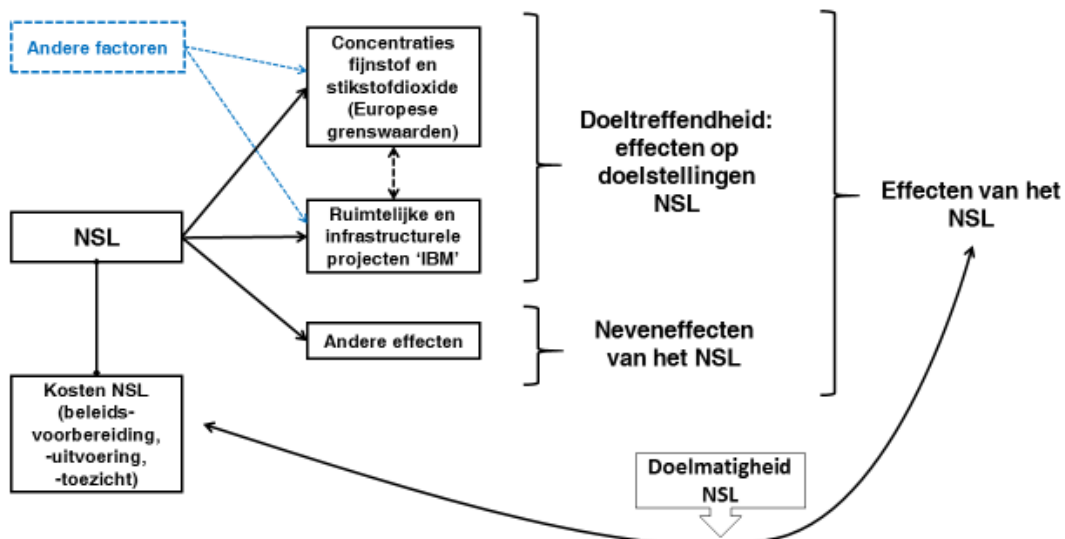 Andere factoren
Concentraties
fijnstof en
stikstofdioxide
(Europese
grenswaarden)
Doeltreffendheid:
effecten op
doelstellingen
NSL
Effecten van het
NSL
NSL
Ruimtelijke en
infrastructurele
projecten ‘IBM’
Andere effecten
Neveneffecten
van het NSL
Kosten NSL
(beleids-
voorbereiding,
-uitvoering,
-toezicht)
Doelmatigheid
NSL